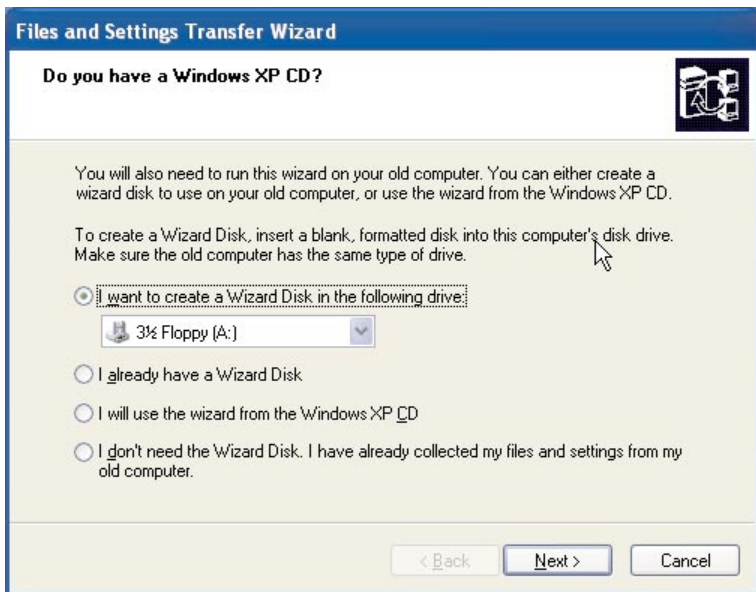 Files and Settings Transfer Wizard
Do you have a Windows XP CD?
You will also need to run this wizard on your old computer. You can either create a
wizard disk to use on your old computer, or use the wizard from the Windows XP CD.
To create a Wizard Disk, insert a blank, formatted disk into this computer's disk drive.
Make sure the old computer has the same type of drive.
I want to create a Wizard Disk in the following drive:
3½ Floppy (A:)
I already have a Wizard Disk
I will use the wizard from the Windows XP CD
I don't need the Wizard Disk. I have already collected my files and settings from my
old computer.
< Back Next > Cancel